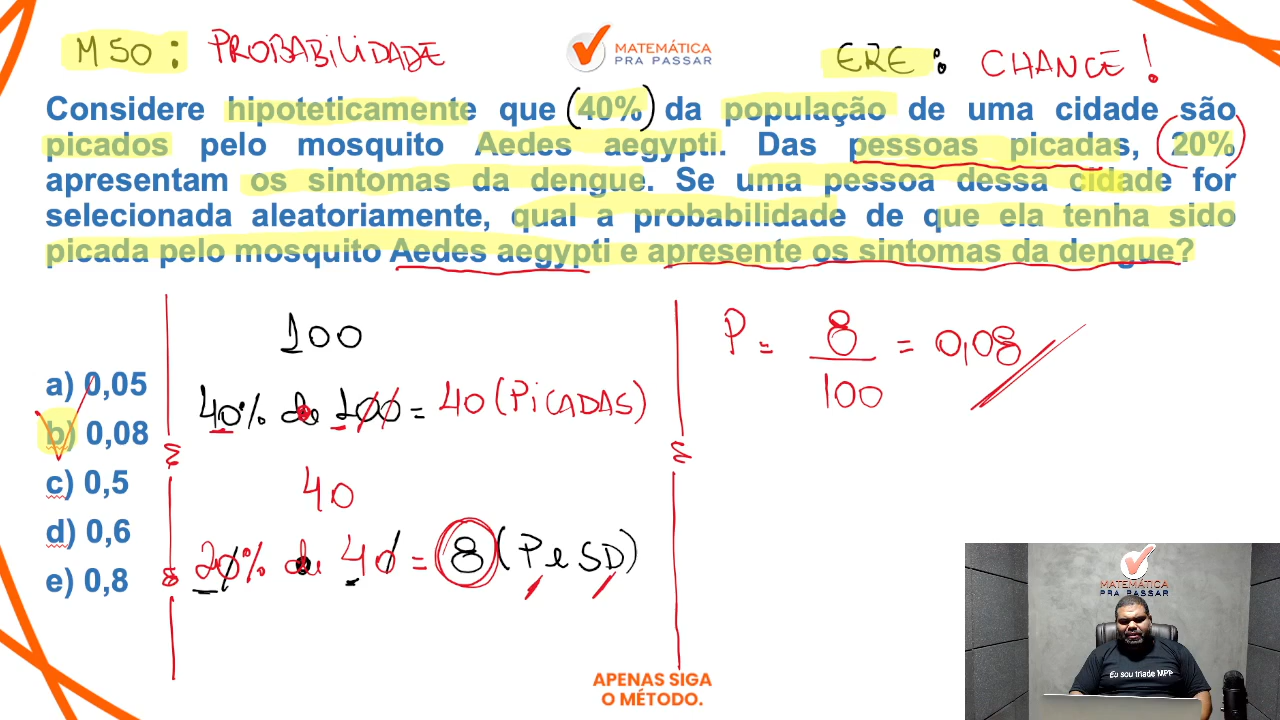 MSO: PROBABILIDADE
MATEMÁTICA
PRA PASSAR
ERE: CHANCE!
Considere hipoteticamente que (40%) da população de uma cidade são
picados pelo mosquito Aedes aegypti. Das pessoas picadas, 20%
apresentam os sintomas da dengue. Se uma pessoa dessa cidade for
selecionada aleatoriamente, qual a probabilidade de que ela tenha sido
picada pelo mosquito Aedes aegypti e apresente os sintomas da dengue?
a) 0,05
b) 0,08
c) 0,5
d) 0,6
e) 0,8
100
40% de 100 = 40 (PiCADAS)
40
20% de 40 = 8 (P e SD)
P = 8/100 = 0,08
MATEMÁTICA
PRA PASSAR
Eu sou tríade MPP
APENAS SIGA
O MÉTODO.